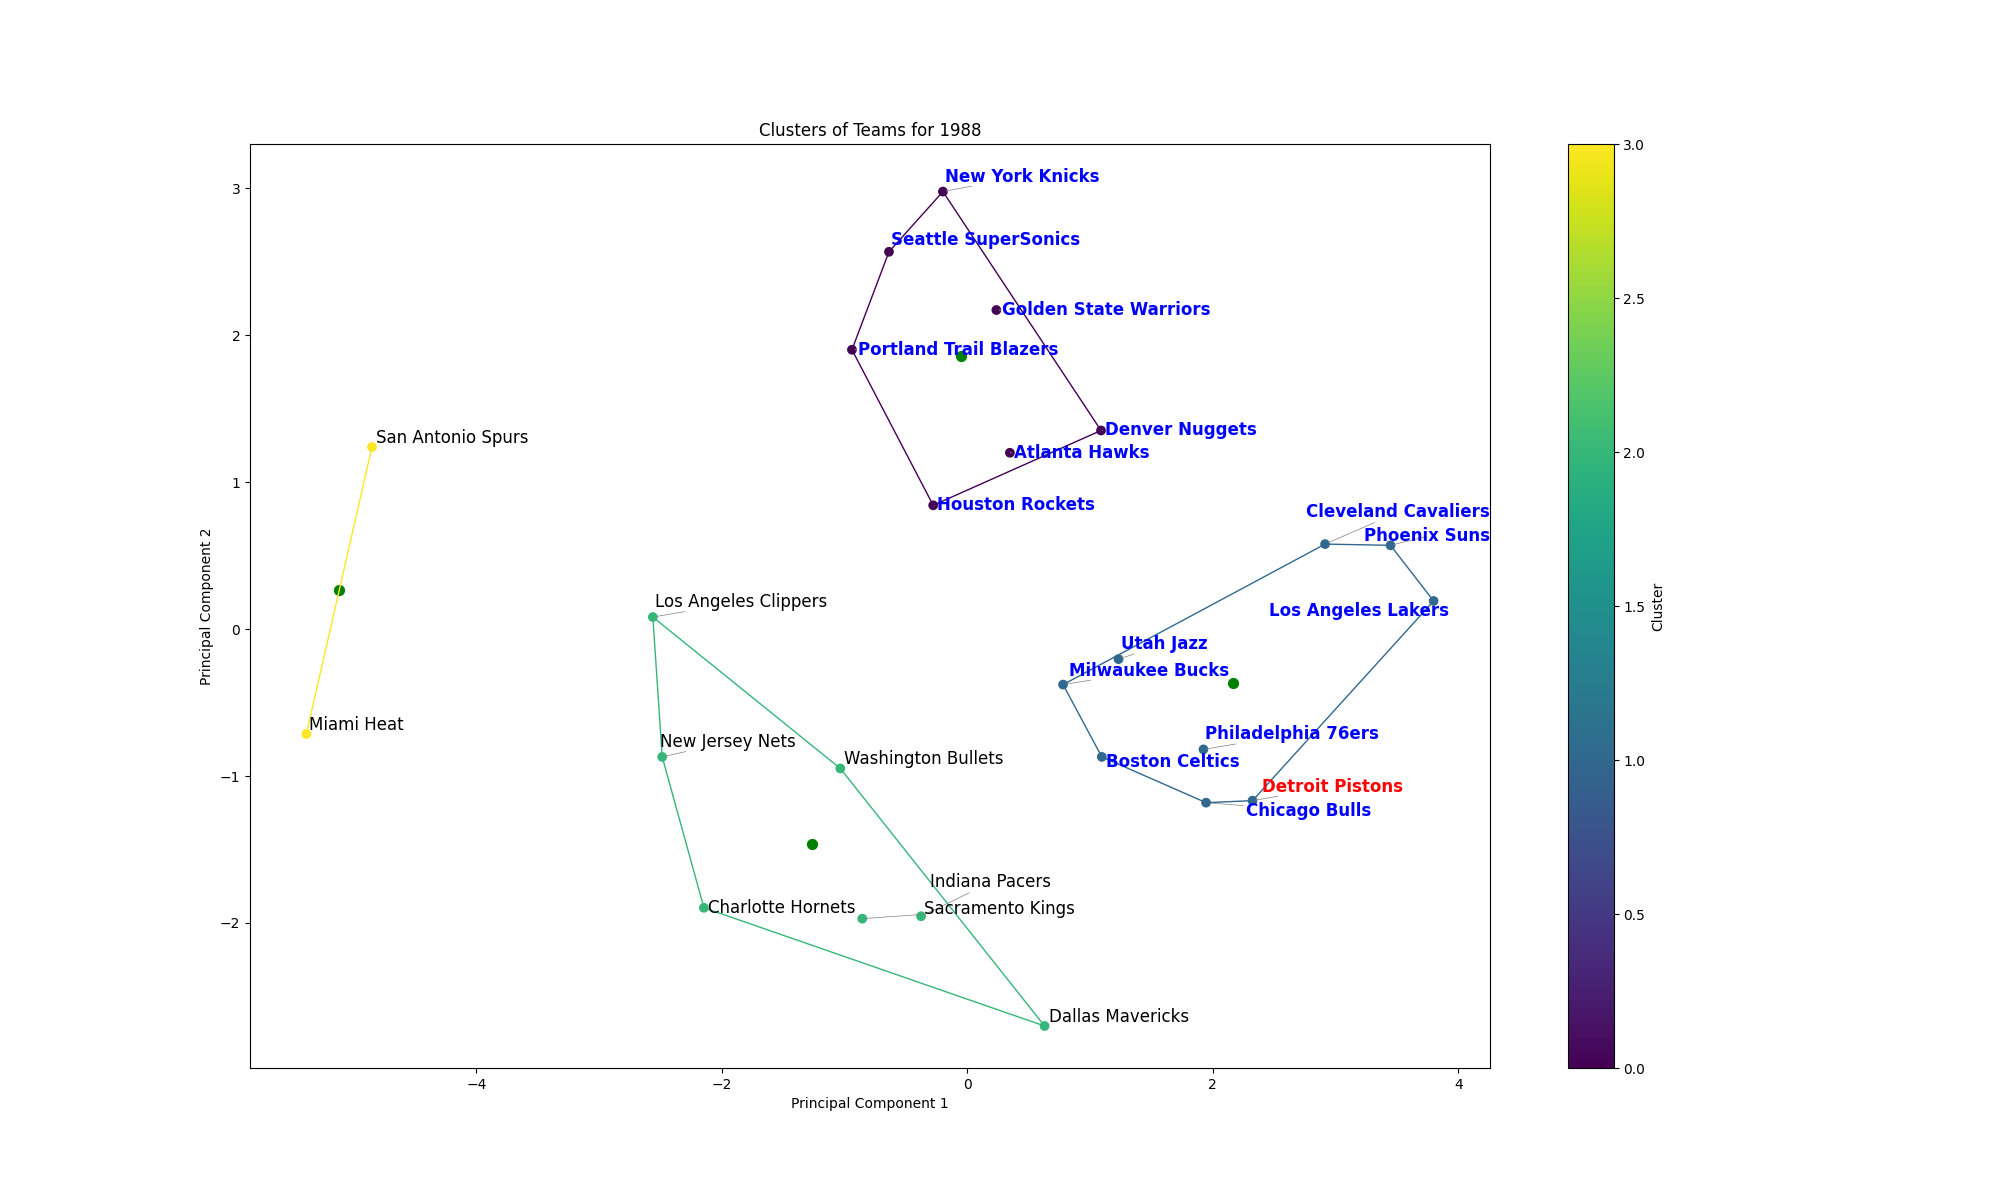 Clusters of Teams for 1988
New York Knicks
Seattle SuperSonics
Golden State Warriors
Portland Trail Blazers
Denver Nuggets
Atlanta Hawks
Houston Rockets
San Antonio Spurs
Miami Heat
Cleveland Cavaliers
Phoenix Suns
Los Angeles Lakers
Utah Jazz
Milwaukee Bucks
Philadelphia 76ers
Boston Celtics
Detroit Pistons
Chicago Bulls
Los Angeles Clippers
New Jersey Nets
Washington Bullets
Indiana Pacers
Charlotte Hornets
Sacramento Kings
Dallas Mavericks
3
2
1
0
−1
−2
Principal Component 2
−4
−2
0
2
4
Principal Component 1
3.0
2.5
2.0
1.5
1.0
0.5
0.0
Cluster